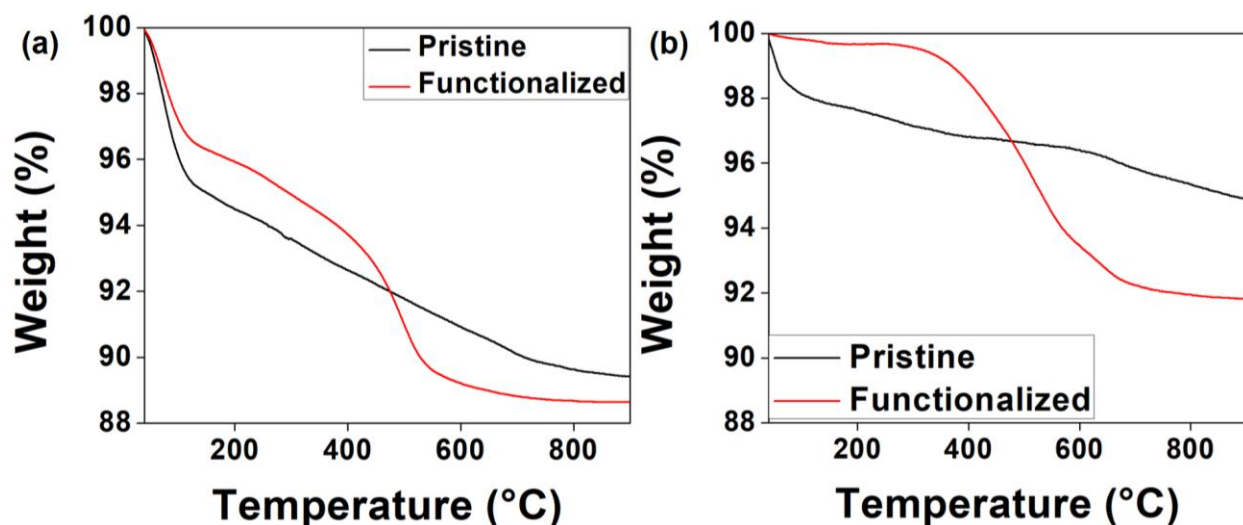 (a)
Pristine
Functionalized
100
98
96
94
92
90
88
Weight (%)
200
400
600
800
Temperature (°C)
(b)
100
98
96
94
92
90
88
Weight (%)
Pristine
Functionalized
200
400
600
800
Temperature (°C)